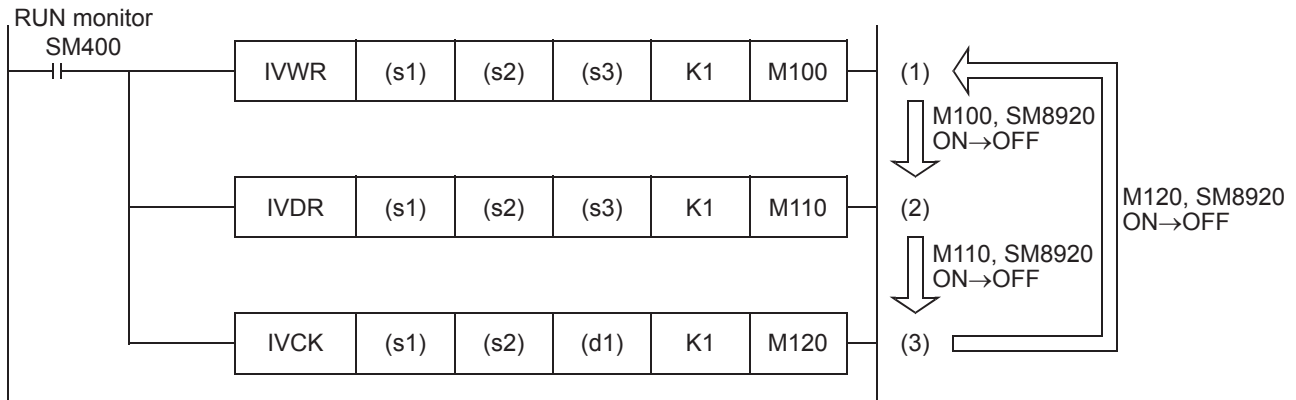 RUN monitor
SM400
IVWR (s1) (s2) (s3) K1 M100 (1)
M100, SM8920
ON→OFF
IVDR (s1) (s2) (s3) K1 M110 (2)
M120, SM8920
ON→OFF
M110, SM8920
ON→OFF
IVCK (s1) (s2) (d1) K1 M120 (3)